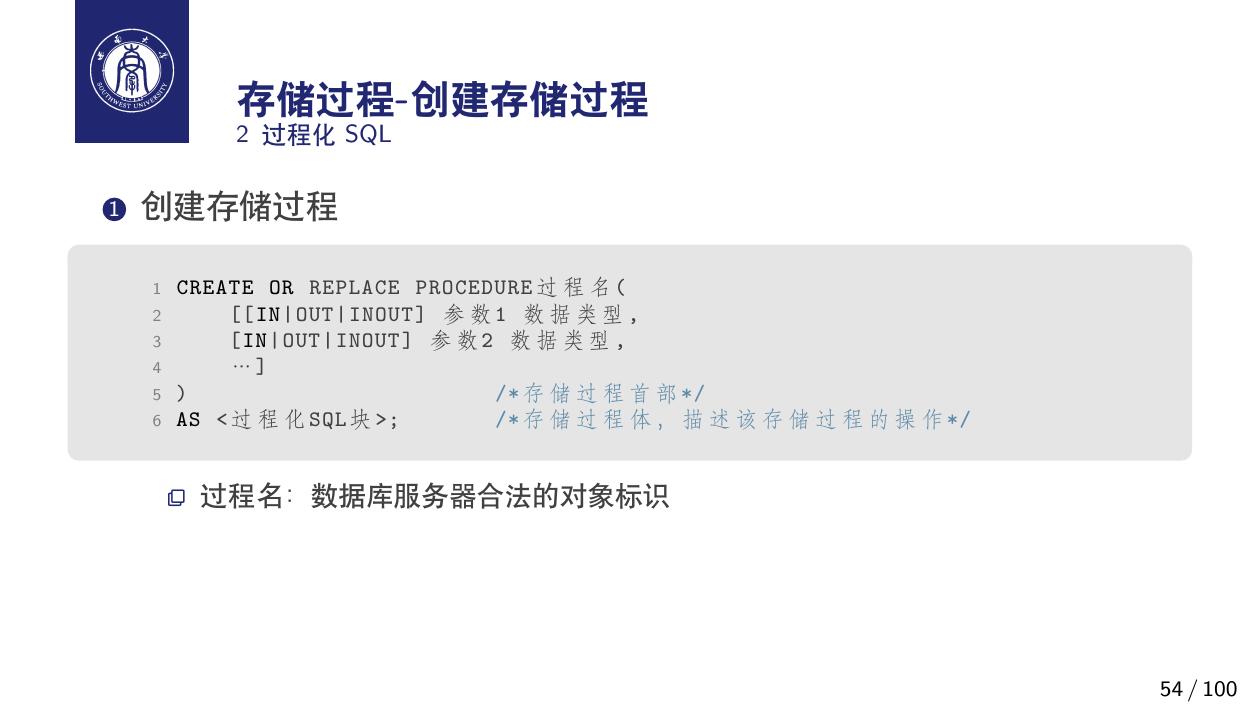 西南大学
SOUTHWEST UNIVERSITY
存储过程-创建存储过程
2 过程化 SQL
1 创建存储过程
1 CREATE OR REPLACE PROCEDURE过程名(
2 [[IN|OUT|INOUT] 参数1 数据类型,
3 [IN|OUT|INOUT] 参数2 数据类型,
4 …]
5 ) /*存储过程首部*/
6 AS <过程化SQL块>; /*存储过程体，描述该存储过程的操作*/
过程名：数据库服务器合法的对象标识
54 / 100